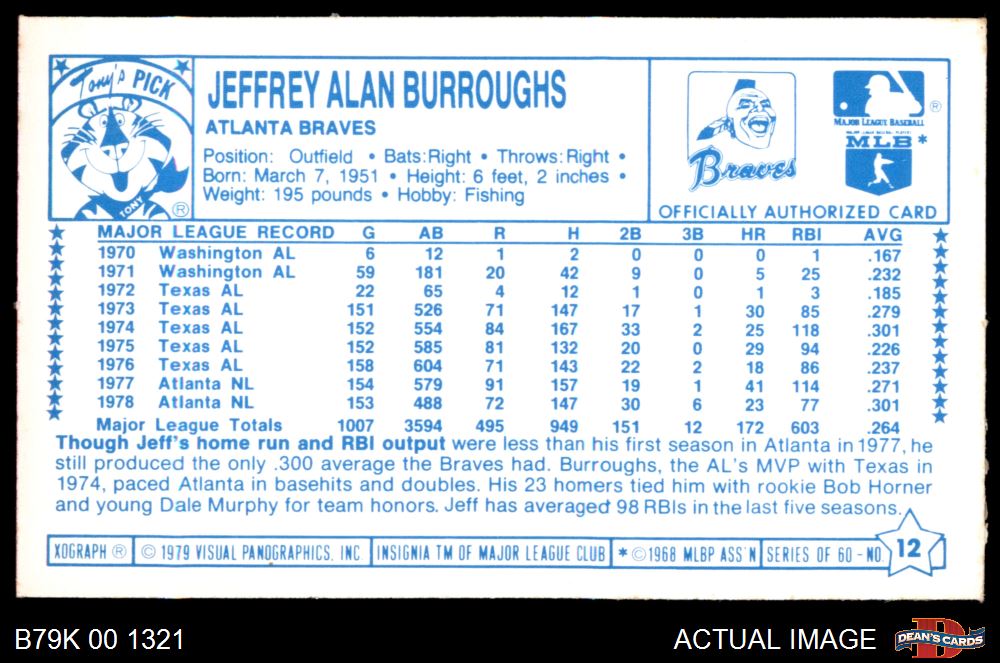 Tony's PICK
TONY ®
JEFFREY ALAN BURROUGHS
ATLANTA BRAVES
Position: Outfield • Bats: Right • Throws: Right •
Born: March 7, 1951 • Height: 6 feet, 2 inches •
Weight: 195 pounds • Hobby: Fishing
Braves
®
MAJOR LEAGUE BASEBALL
MAJOR LEAGUE BASEBALL PLAYERS
MLB *
OFFICIALLY AUTHORIZED CARD
MAJOR LEAGUE RECORD G AB R H 2B 3B HR RBI AVG
1970 Washington AL 6 12 1 2 0 0 0 1 .167
1971 Washington AL 59 181 20 42 9 0 5 25 .232
1972 Texas AL 22 65 4 12 1 0 1 3 .185
1973 Texas AL 151 526 71 147 17 1 30 85 .279
1974 Texas AL 152 554 84 167 33 2 25 118 .301
1975 Texas AL 152 585 81 132 20 0 29 94 .226
1976 Texas AL 158 604 71 143 22 2 18 86 .237
1977 Atlanta NL 154 579 91 157 19 1 41 114 .271
1978 Atlanta NL 153 488 72 147 30 6 23 77 .301
Major League Totals 1007 3594 495 949 151 12 172 603 .264
Though Jeff's home run and RBI output were less than his first season in Atlanta in 1977, he
still produced the only .300 average the Braves had. Burroughs, the AL's MVP with Texas in
1974, paced Atlanta in basehits and doubles. His 23 homers tied him with rookie Bob Horner
and young Dale Murphy for team honors. Jeff has averaged 98 RBIs in the last five seasons.
XOGRAPH ® © 1979 VISUAL PANOGRAPHICS, INC INSIGNIA TM OF MAJOR LEAGUE CLUB * © 1968 MLBP ASS'N SERIES OF 60 - NO. 12
B79K 00 1321 ACTUAL IMAGE D DEAN'S CARDS